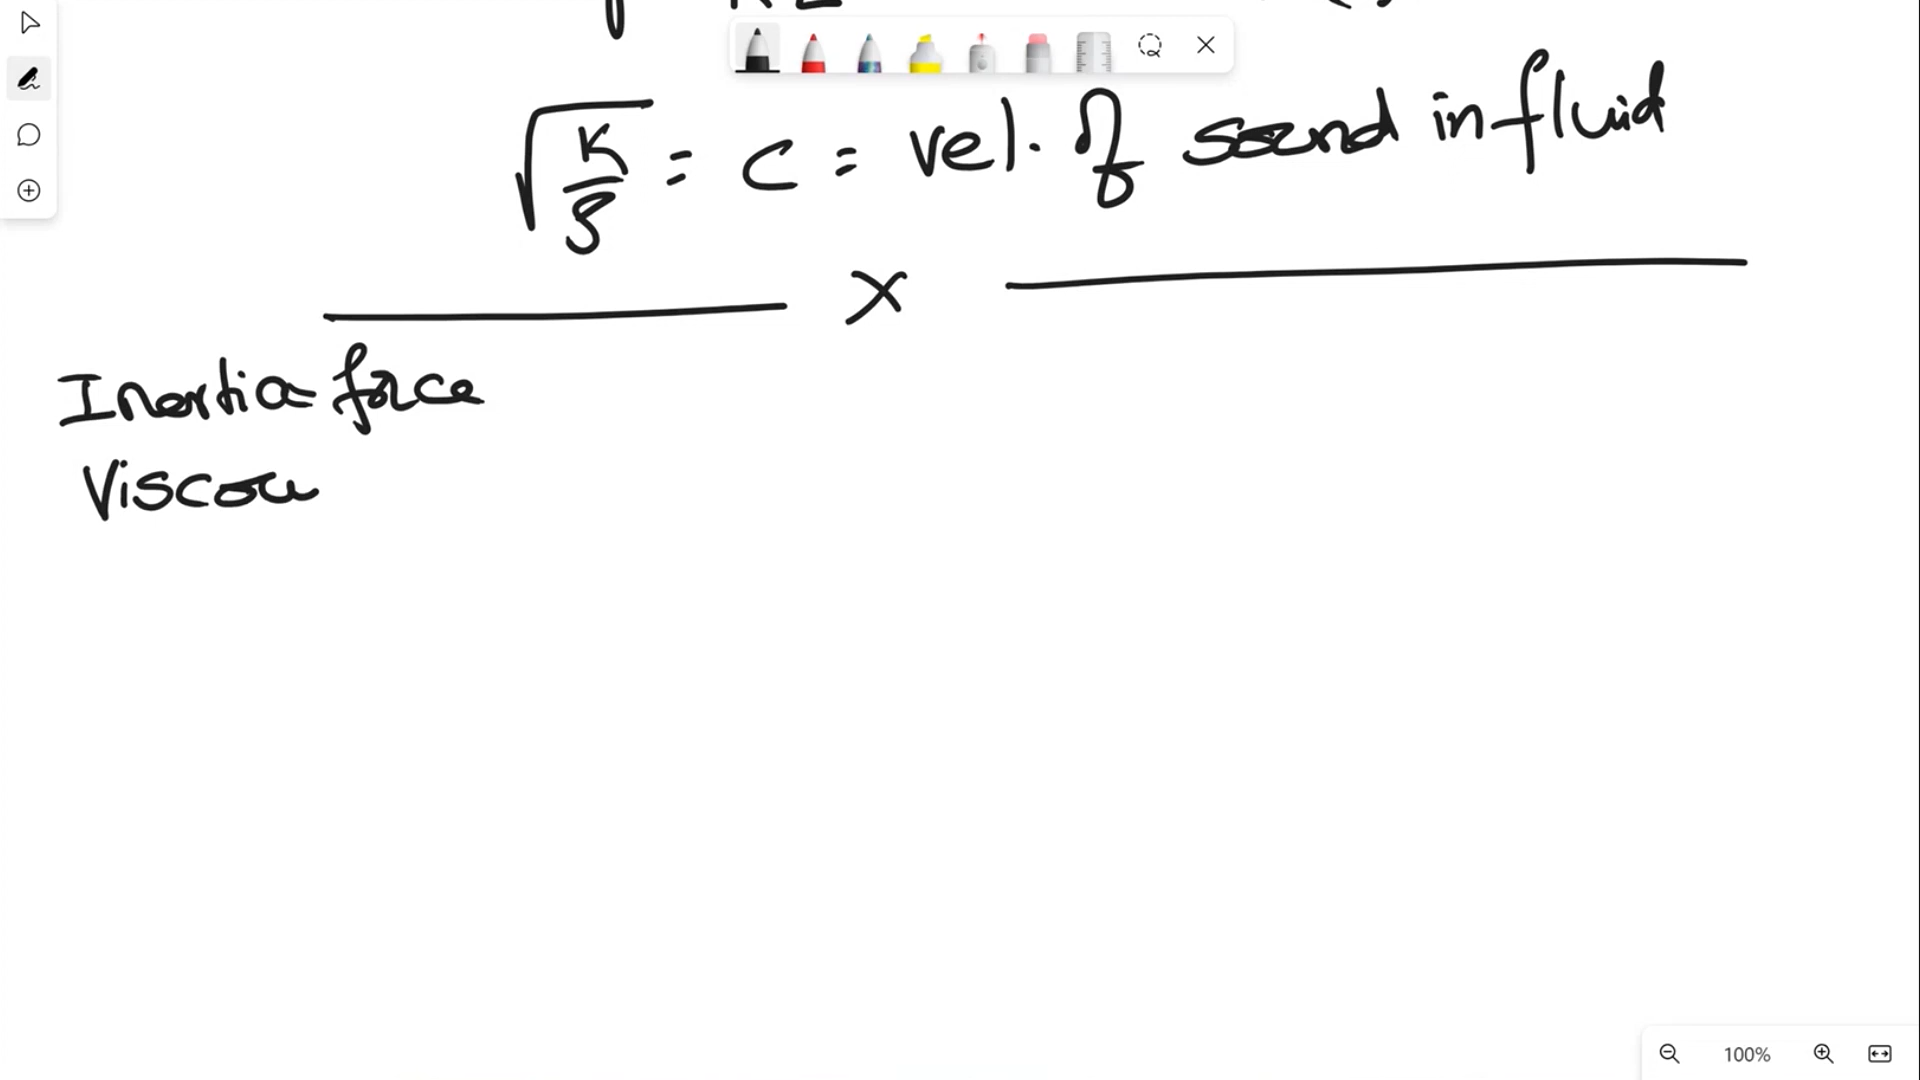 √(K/ρ) = C = vel. of sound in fluid
x
Inertia force
Viscou
100%